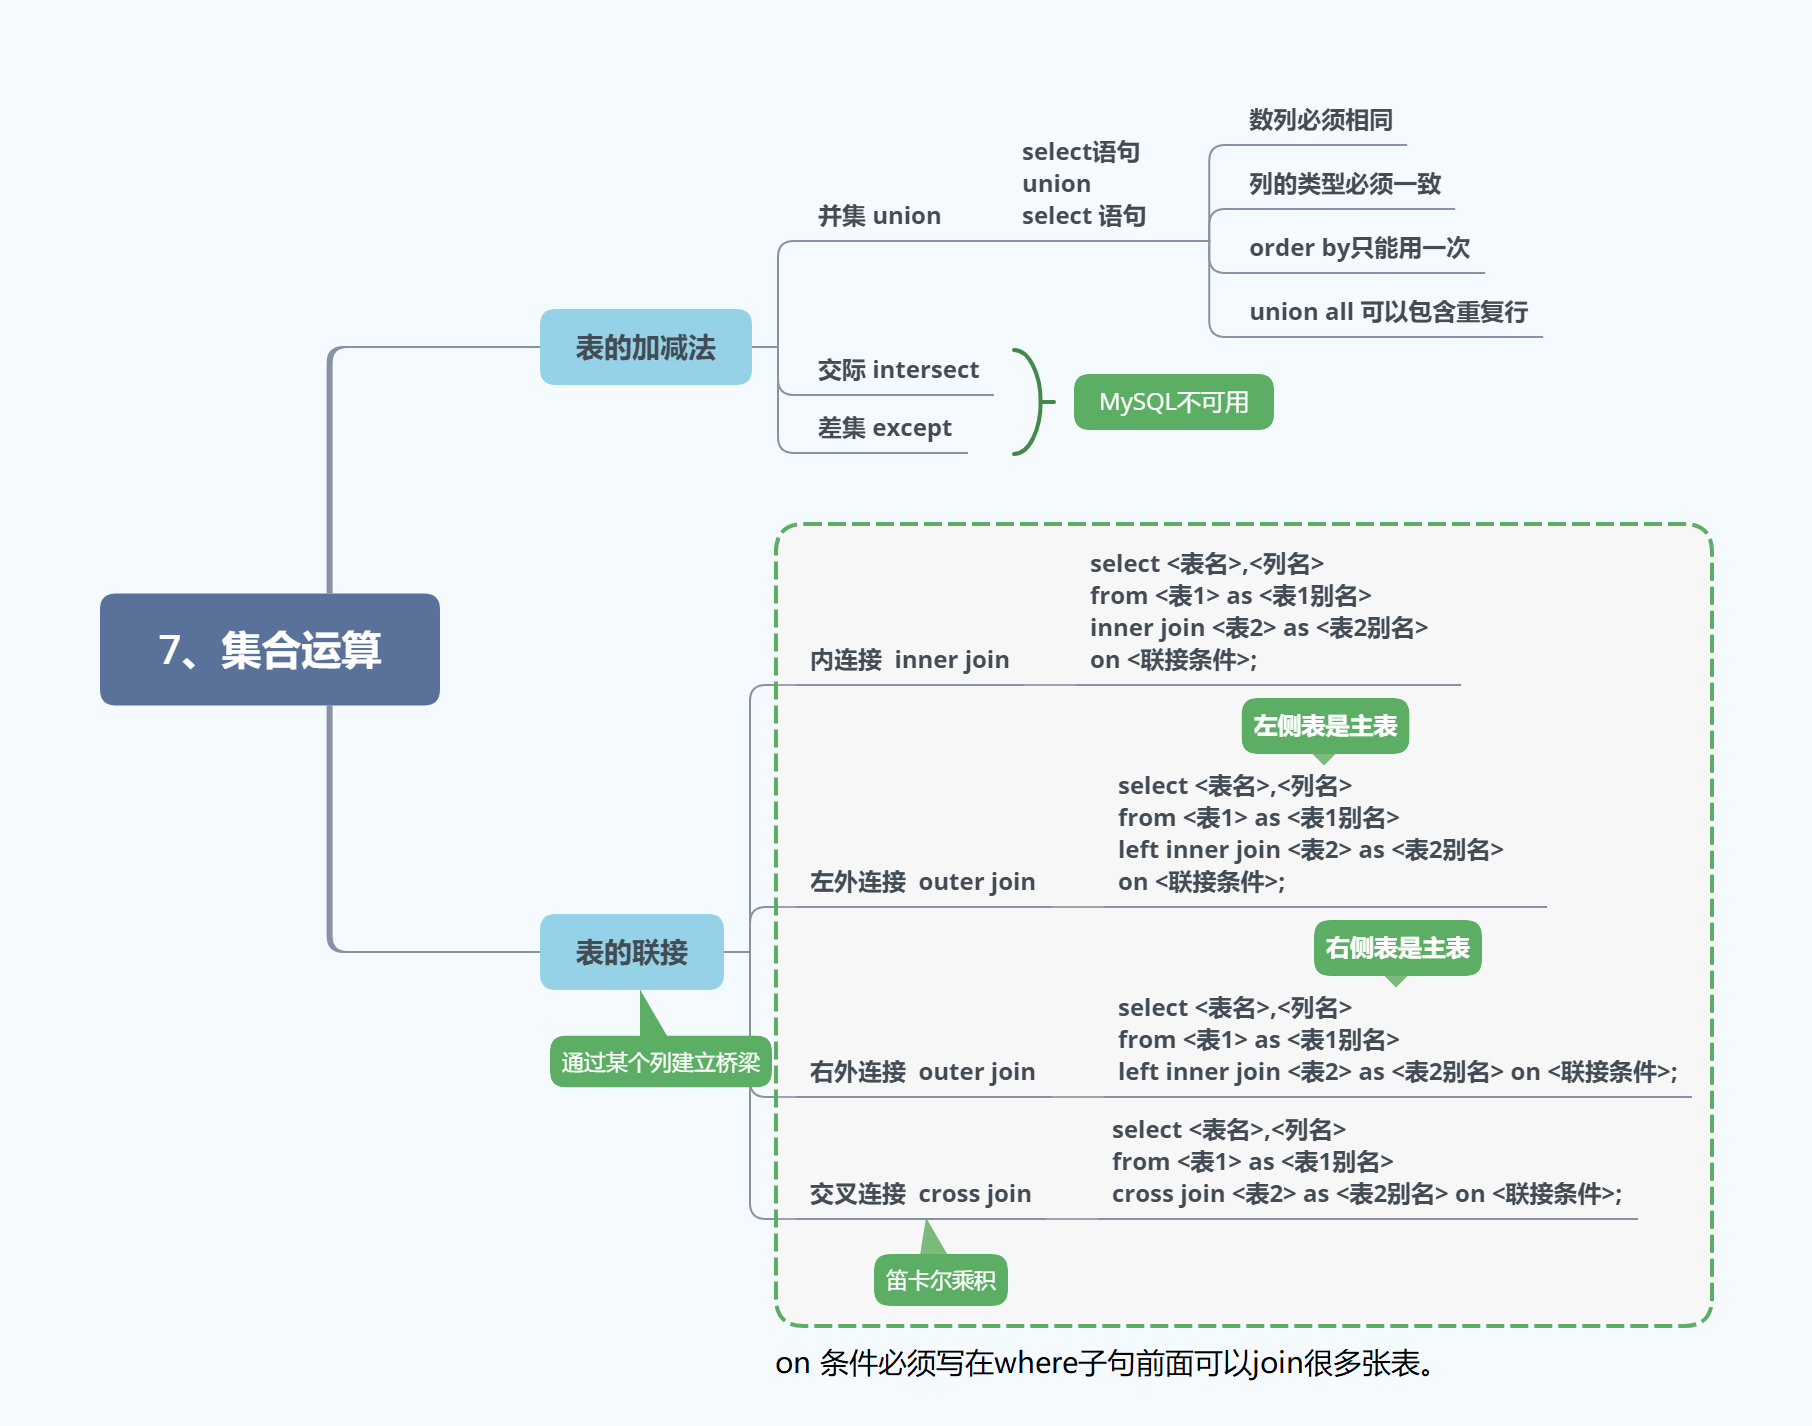 7、集合运算
表的加减法
并集 union
select语句
union
select 语句
数列必须相同
列的类型必须一致
order by只能用一次
union all 可以包含重复行
交际 intersect
差集 except
MySQL不可用
表的联接
通过某个列建立桥梁
内连接 inner join
select <表名>,<列名>
from <表1> as <表1别名>
inner join <表2> as <表2别名>
on <联接条件>;
左外连接 outer join
左侧表是主表
select <表名>,<列名>
from <表1> as <表1别名>
left inner join <表2> as <表2别名>
on <联接条件>;
右外连接 outer join
右侧表是主表
select <表名>,<列名>
from <表1> as <表1别名>
left inner join <表2> as <表2别名> on <联接条件>;
交叉连接 cross join
select <表名>,<列名>
from <表1> as <表1别名>
cross join <表2> as <表2别名> on <联接条件>;
笛卡尔乘积
on 条件必须写在where子句前面可以join很多张表。